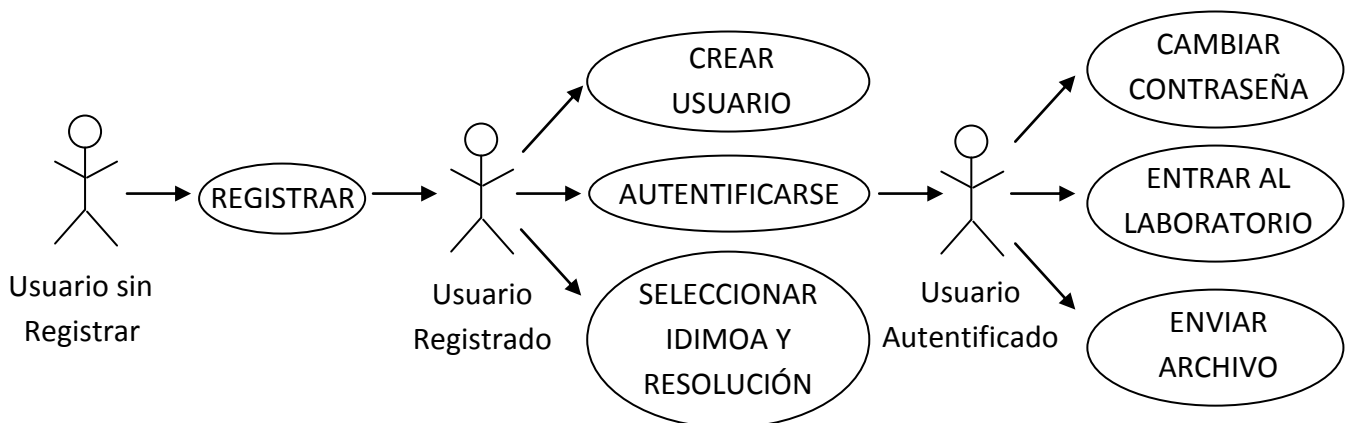 Usuario sin
Registrar
REGISTRAR
Usuario
Registrado
CREAR
USUARIO
AUTENTIFICARSE
SELECCIONAR
IDIMOA Y
RESOLUCIÓN
Usuario
Autentificado
CAMBIAR
CONTRASEÑA
ENTRAR AL
LABORATORIO
ENVIAR
ARCHIVO